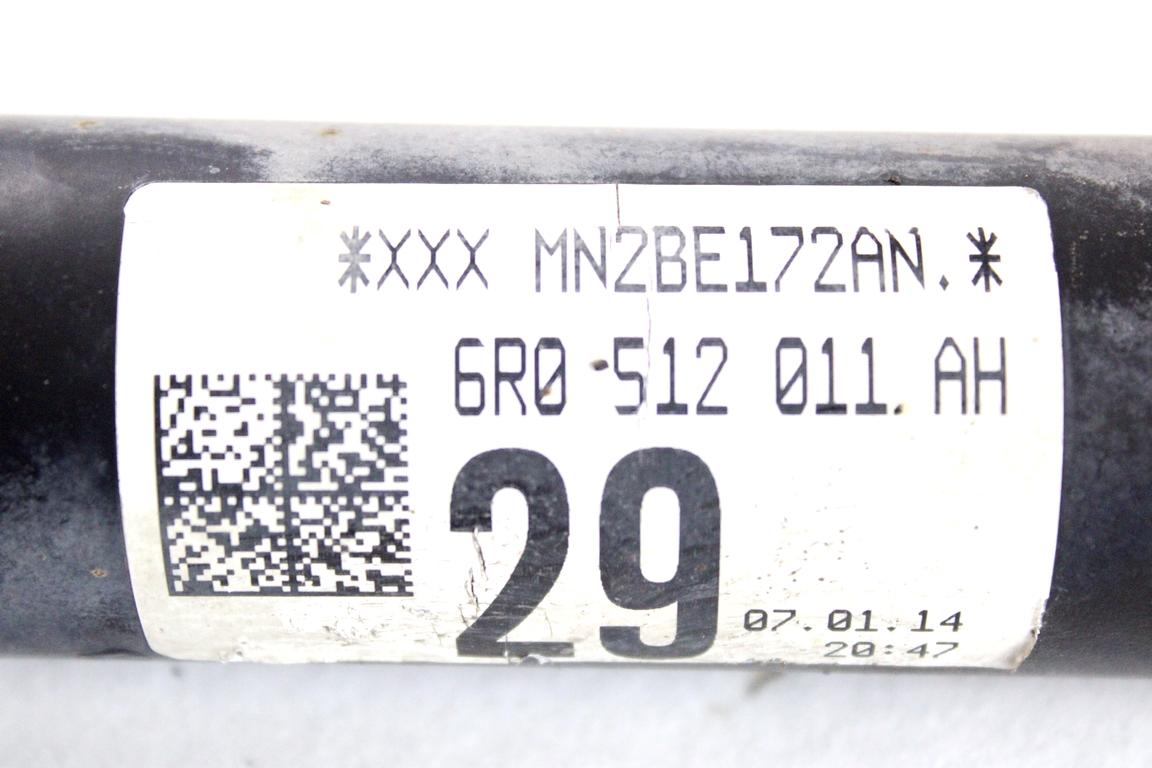 *XXX MN2BE172AN.*
6R0 512 011 AH
29
07.01.14
20:47